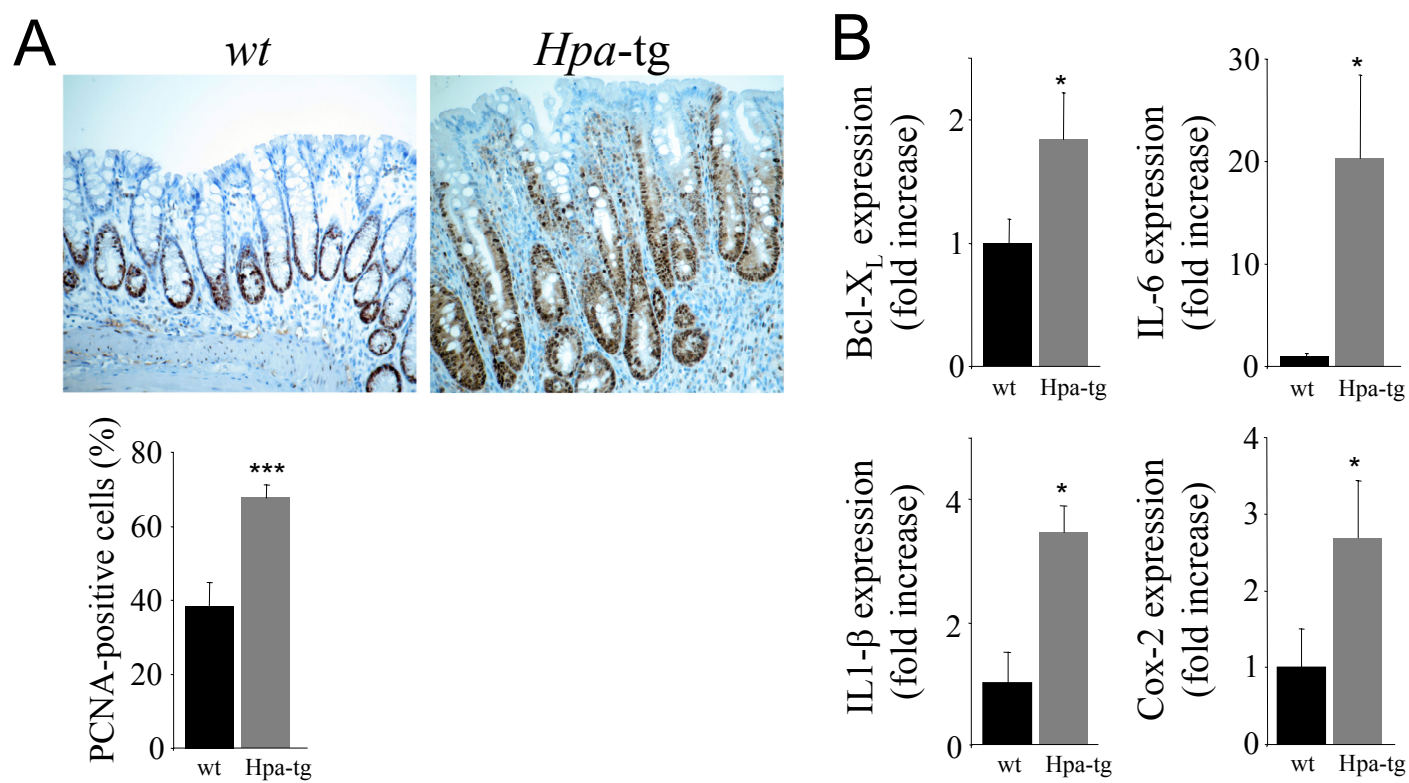 A
wt
Hpa-tg
PCNA-positive cells (%)
80
60
40
20
0
***
wt
Hpa-tg
B
Bcl-XL expression
(fold increase)
2
1
0
*
wt
Hpa-tg
IL-6 expression
(fold increase)
30
20
10
0
*
wt
Hpa-tg
IL1-β expression
(fold increase)
4
2
0
*
wt
Hpa-tg
Cox-2 expression
(fold increase)
4
3
2
1
0
*
wt
Hpa-tg